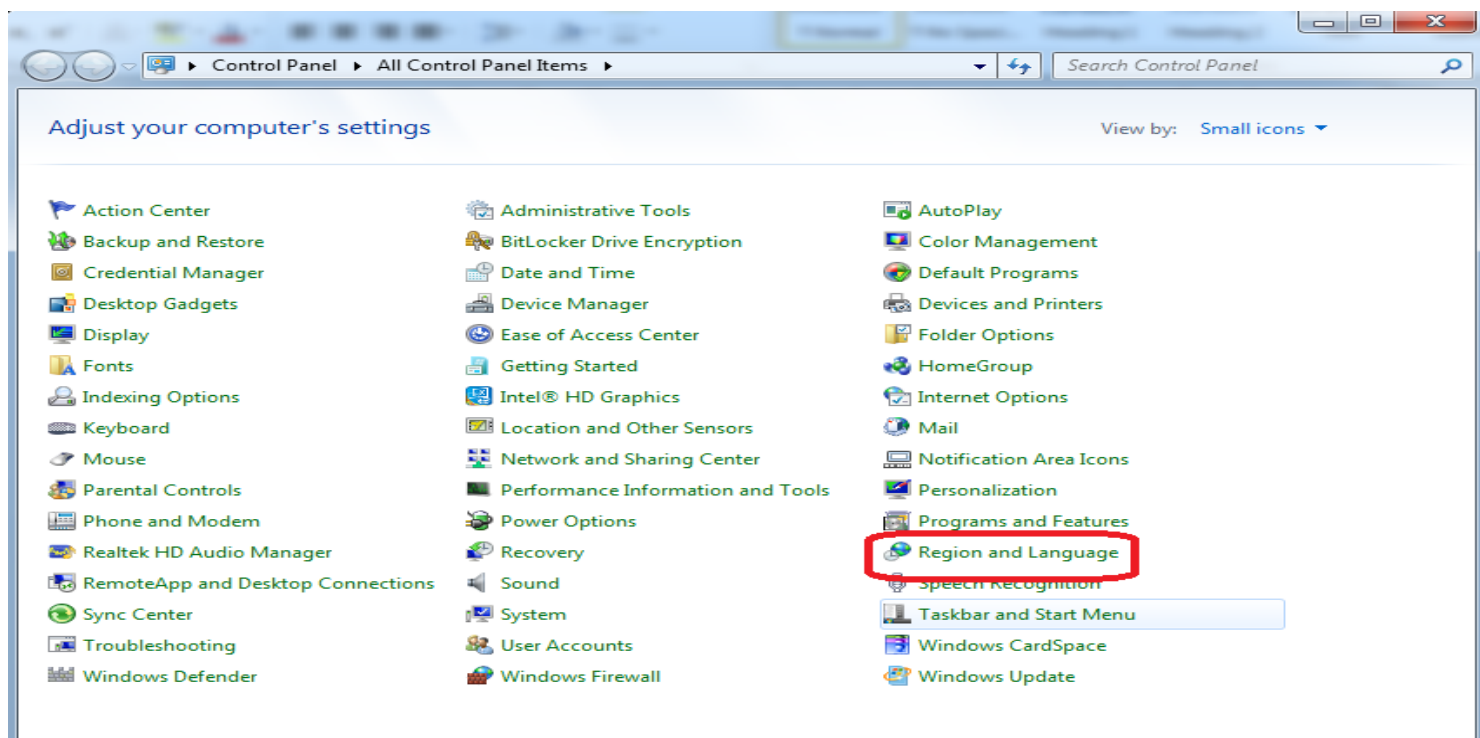 Control Panel ▸ All Control Panel Items ▸ Search Control Panel
Adjust your computer's settings View by: Small icons
Action Center Administrative Tools AutoPlay
Backup and Restore BitLocker Drive Encryption Color Management
Credential Manager Date and Time Default Programs
Desktop Gadgets Device Manager Devices and Printers
Display Ease of Access Center Folder Options
Fonts Getting Started HomeGroup
Indexing Options Intel® HD Graphics Internet Options
Keyboard Location and Other Sensors Mail
Mouse Network and Sharing Center Notification Area Icons
Parental Controls Performance Information and Tools Personalization
Phone and Modem Power Options Programs and Features
Realtek HD Audio Manager Recovery Region and Language
RemoteApp and Desktop Connections Sound Speech Recognition
Sync Center System Taskbar and Start Menu
Troubleshooting User Accounts Windows CardSpace
Windows Defender Windows Firewall Windows Update